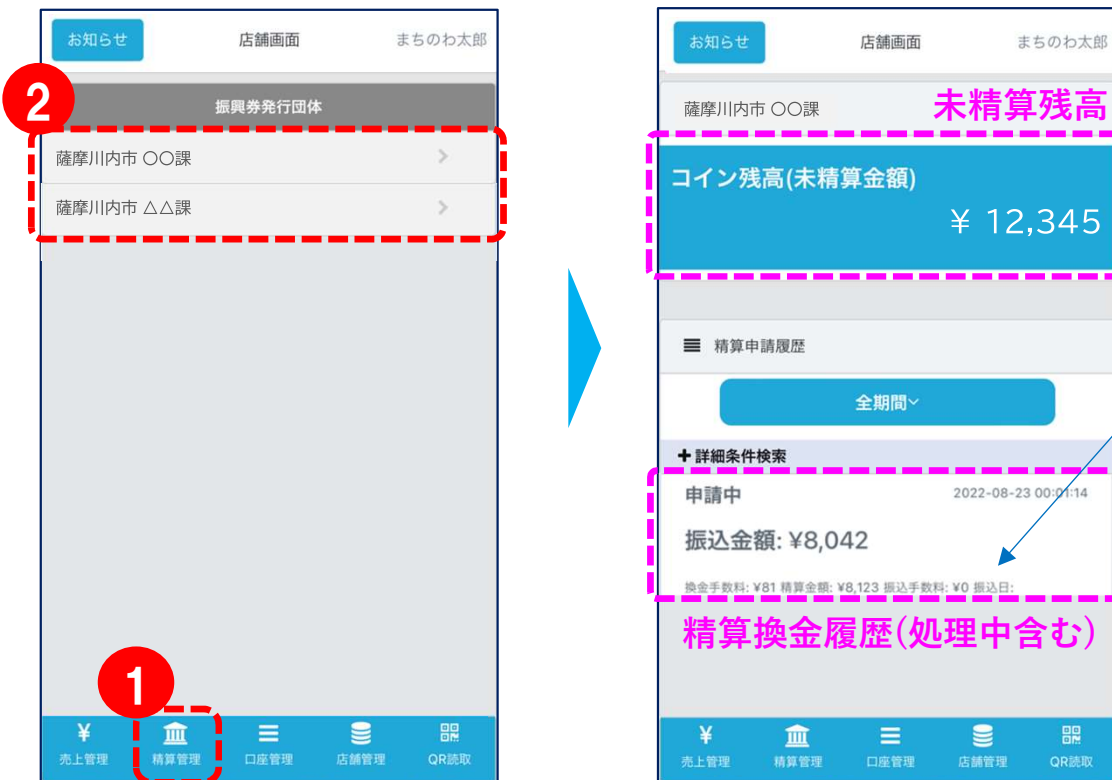 お知らせ 店舗画面 まちのわ太郎
2
振興券発行団体
薩摩川内市 〇〇課
薩摩川内市 △△課
1
¥
売上管理 精算管理 口座管理 店舗管理 QR読取
お知らせ 店舗画面 まちのわ太郎
薩摩川内市 〇〇課 未精算残高
コイン残高(未精算金額)
¥ 12,345
精算申請履歴
全期間
+詳細条件検索
申請中 2022-08-23 00:01:14
振込金額: ¥8,042
換金手数料: ¥81 精算金額: ¥8,123 振込手数料: ¥0 振込日:
精算換金履歴(処理中含む)
¥
売上管理 精算管理 口座管理 店舗管理 QR読取